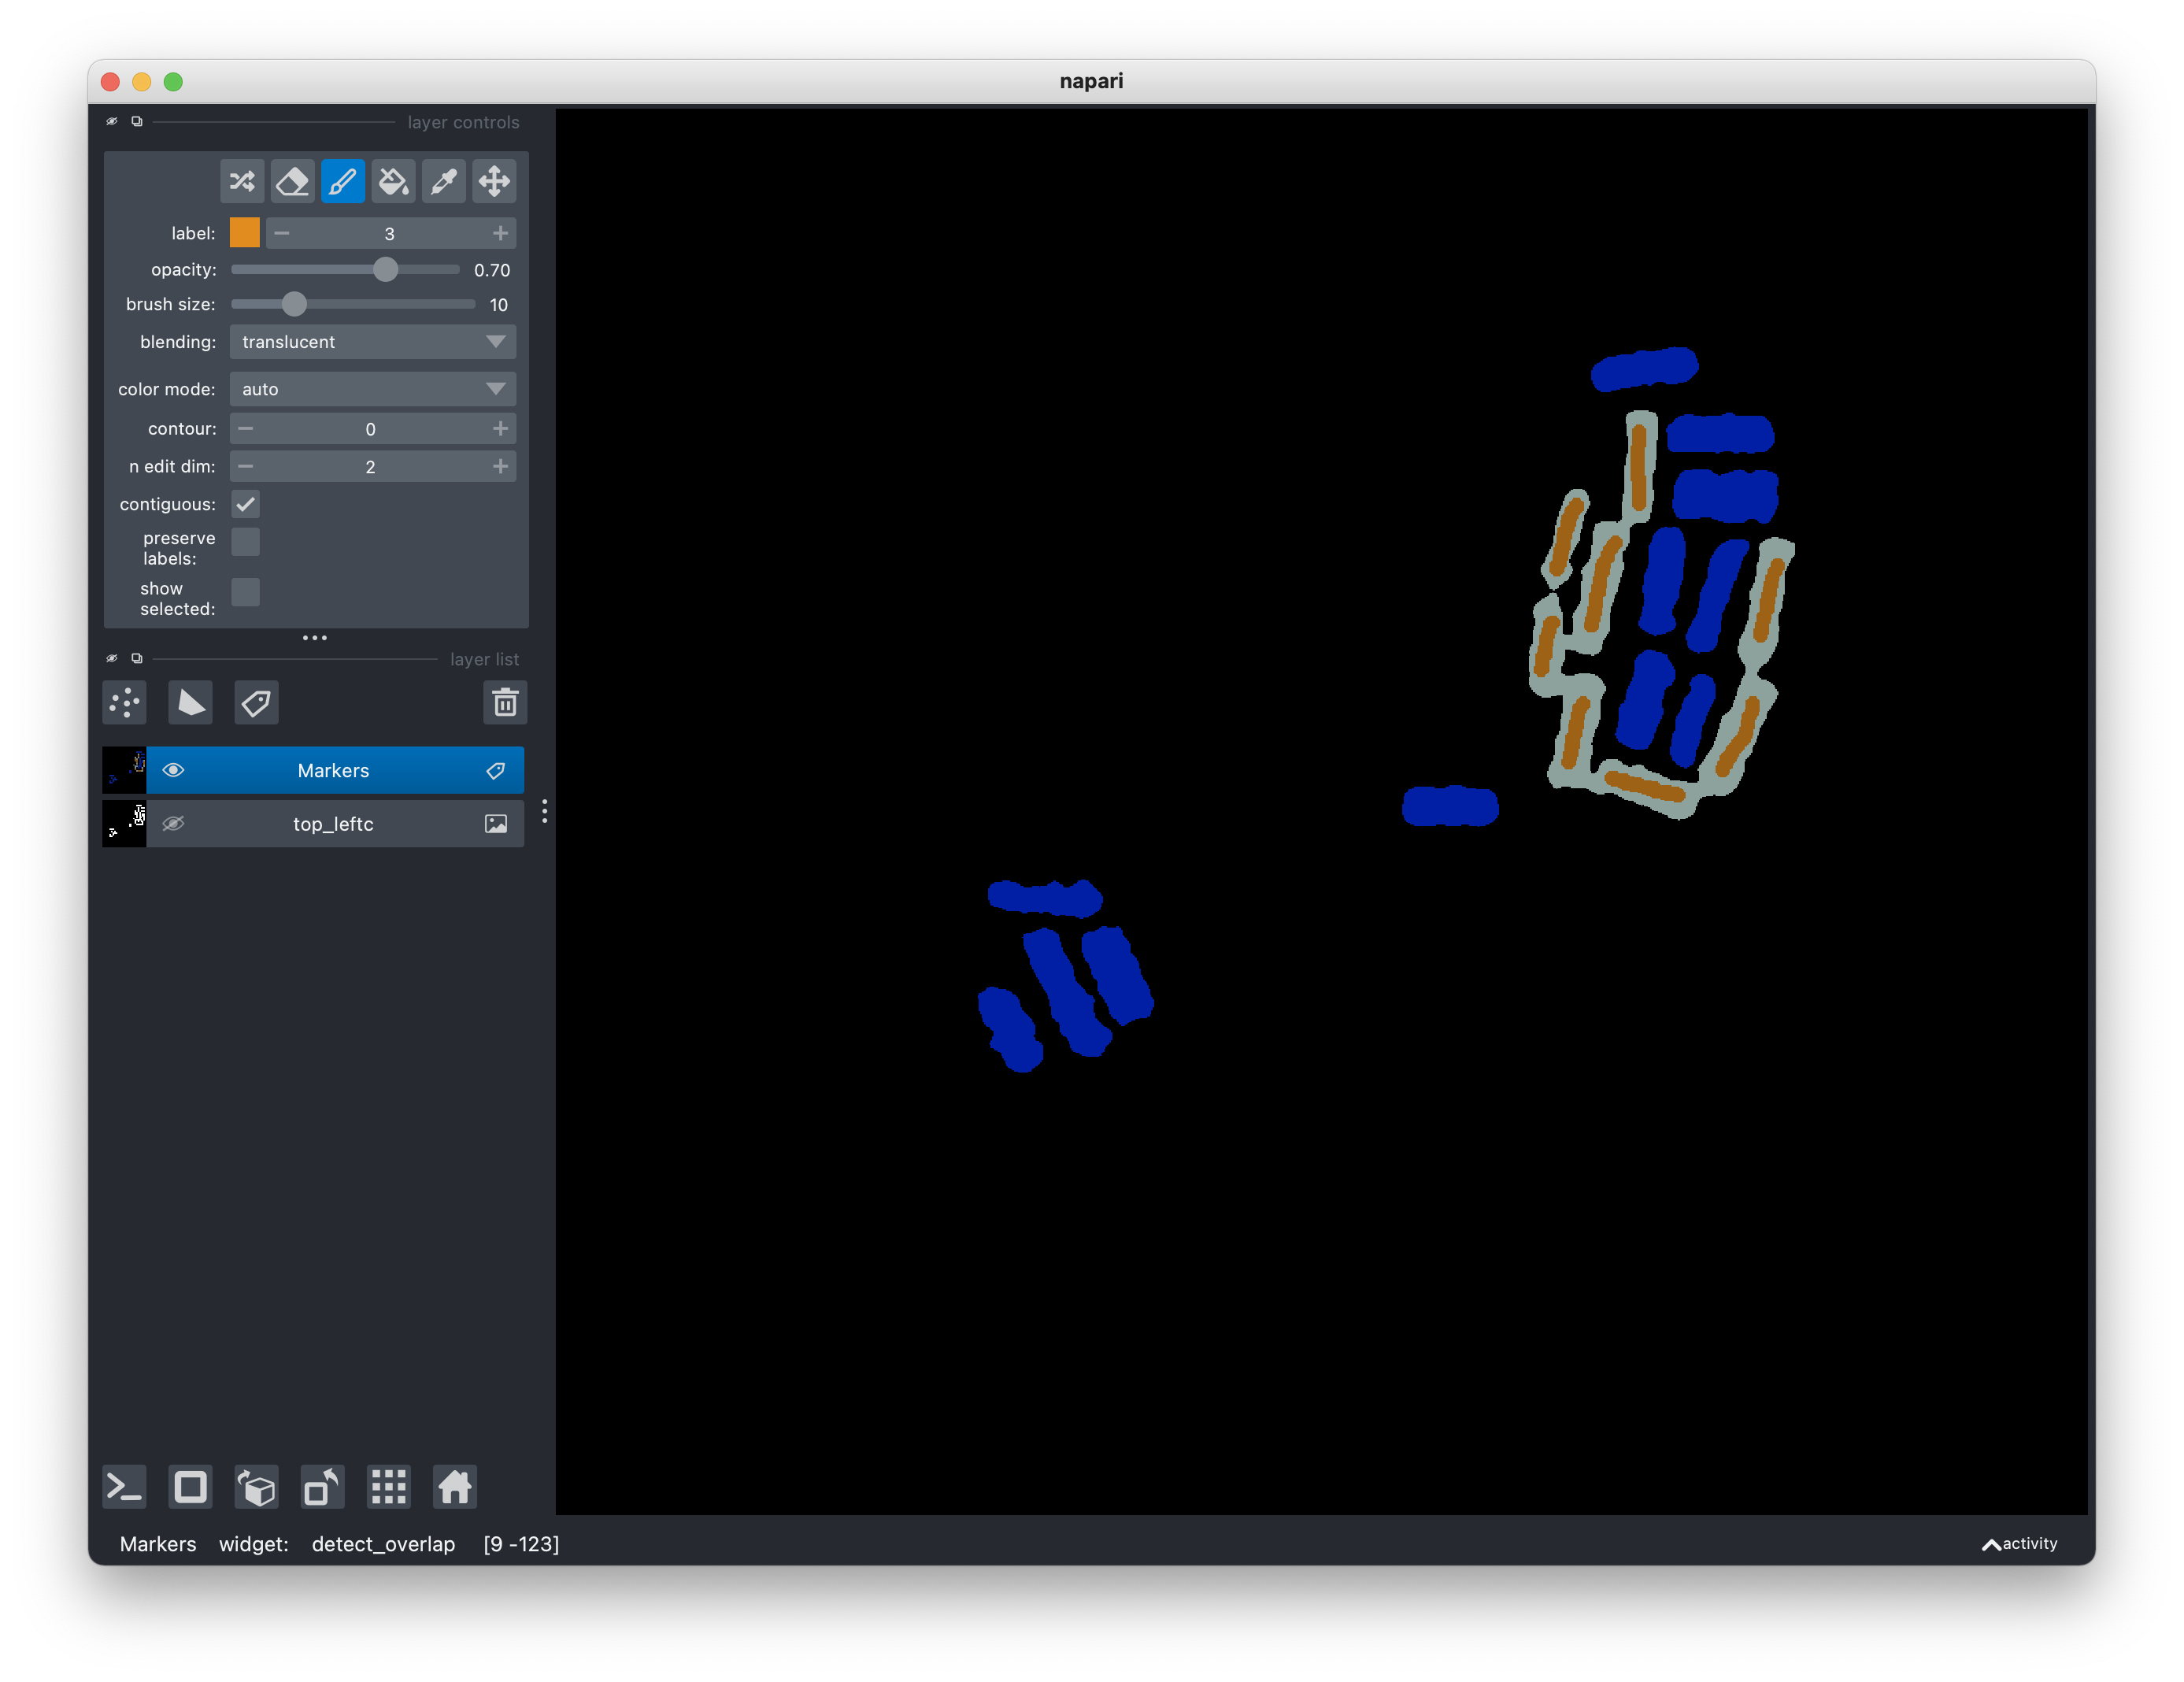 napari
layer controls
label: 3
opacity: 0.70
brush size: 10
blending: translucent
color mode: auto
contour: 0
n edit dim: 2
contiguous:
preserve
labels:
show
selected:
layer list
Markers
top_leftc
Markers widget: detect_overlap [9 -123]
activity